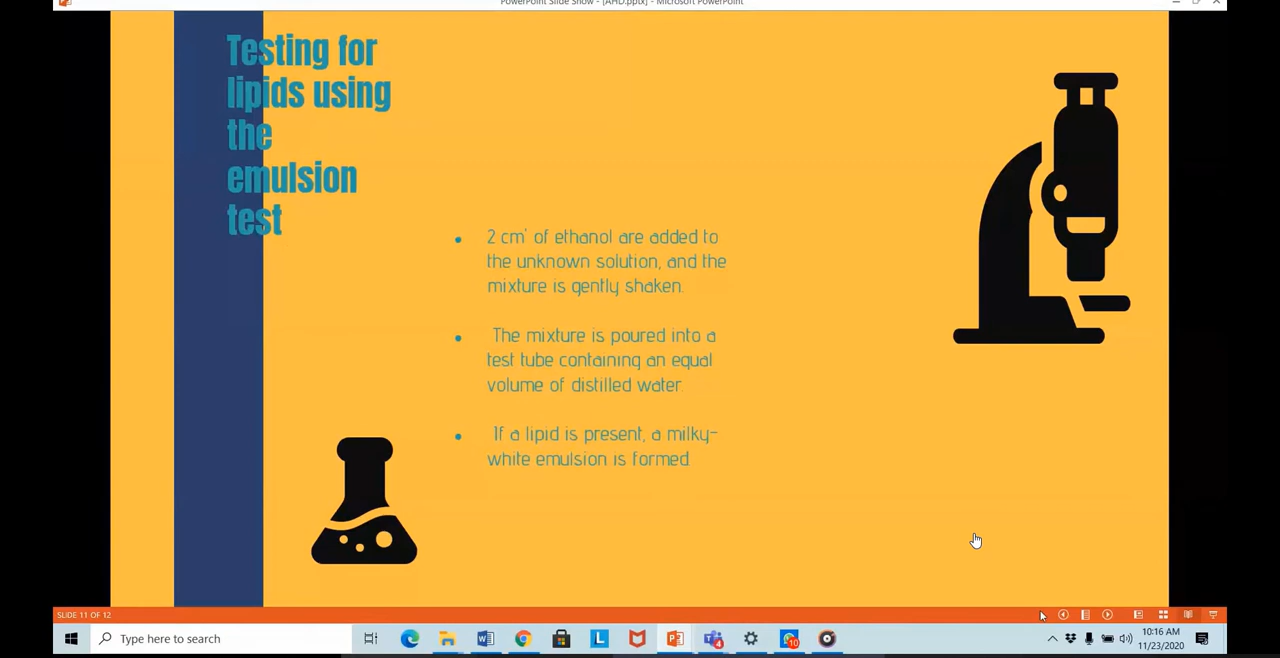 PowerPoint Slide Show - [AHD.pptx] - Microsoft PowerPoint
Testing for
lipids using
the
emulsion
test
• 2 cm' of ethanol are added to
the unknown solution, and the
mixture is gently shaken.
• The mixture is poured into a
test tube containing an equal
volume of distilled water.
• If a lipid is present, a milky-
white emulsion is formed
SLIDE 11 OF 12
Type here to search
L
4
10
10:16 AM
11/23/2020